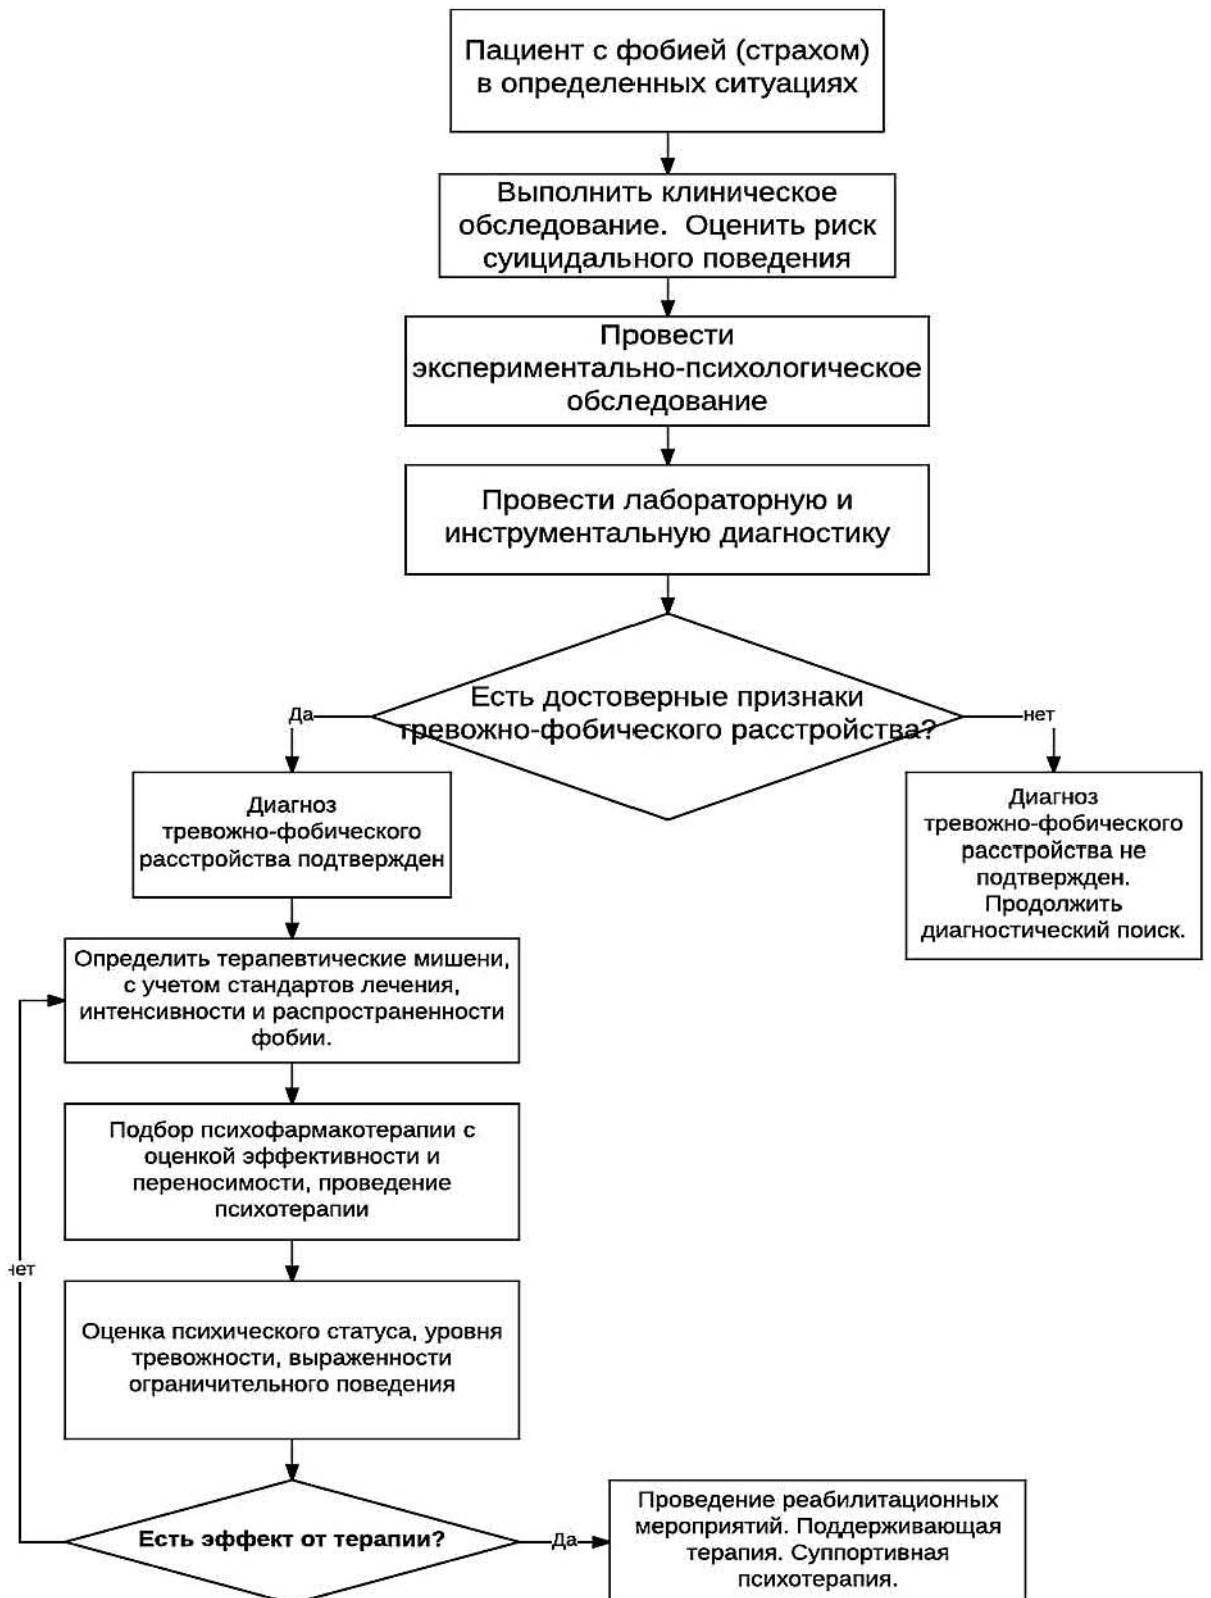 Пациент с фобией (страхом)
в определенных ситуациях
Выполнить клиническое
обследование. Оценить риск
суицидального поведения
Провести
экспериментально-психологическое
обследование
Провести лабораторную и
инструментальную диагностику
Есть достоверные признаки
тревожно-фобического расстройства?
Да
нет
Диагноз
тревожно-фобического
расстройства подтвержден
Диагноз
тревожно-фобического
расстройства не
подтвержден.
Продолжить
диагностический поиск.
Определить терапевтические мишени,
с учетом стандартов лечения,
интенсивности и распространенности
фобии.
Подбор психофармакотерапии с
оценкой эффективности и
переносимости, проведение
психотерапии
нет
Оценка психического статуса, уровня
тревожности, выраженности
ограничительного поведения
Есть эффект от терапии?
Да
Проведение реабилитационных
мероприятий. Поддерживающая
терапия. Суппортивная
психотерапия.